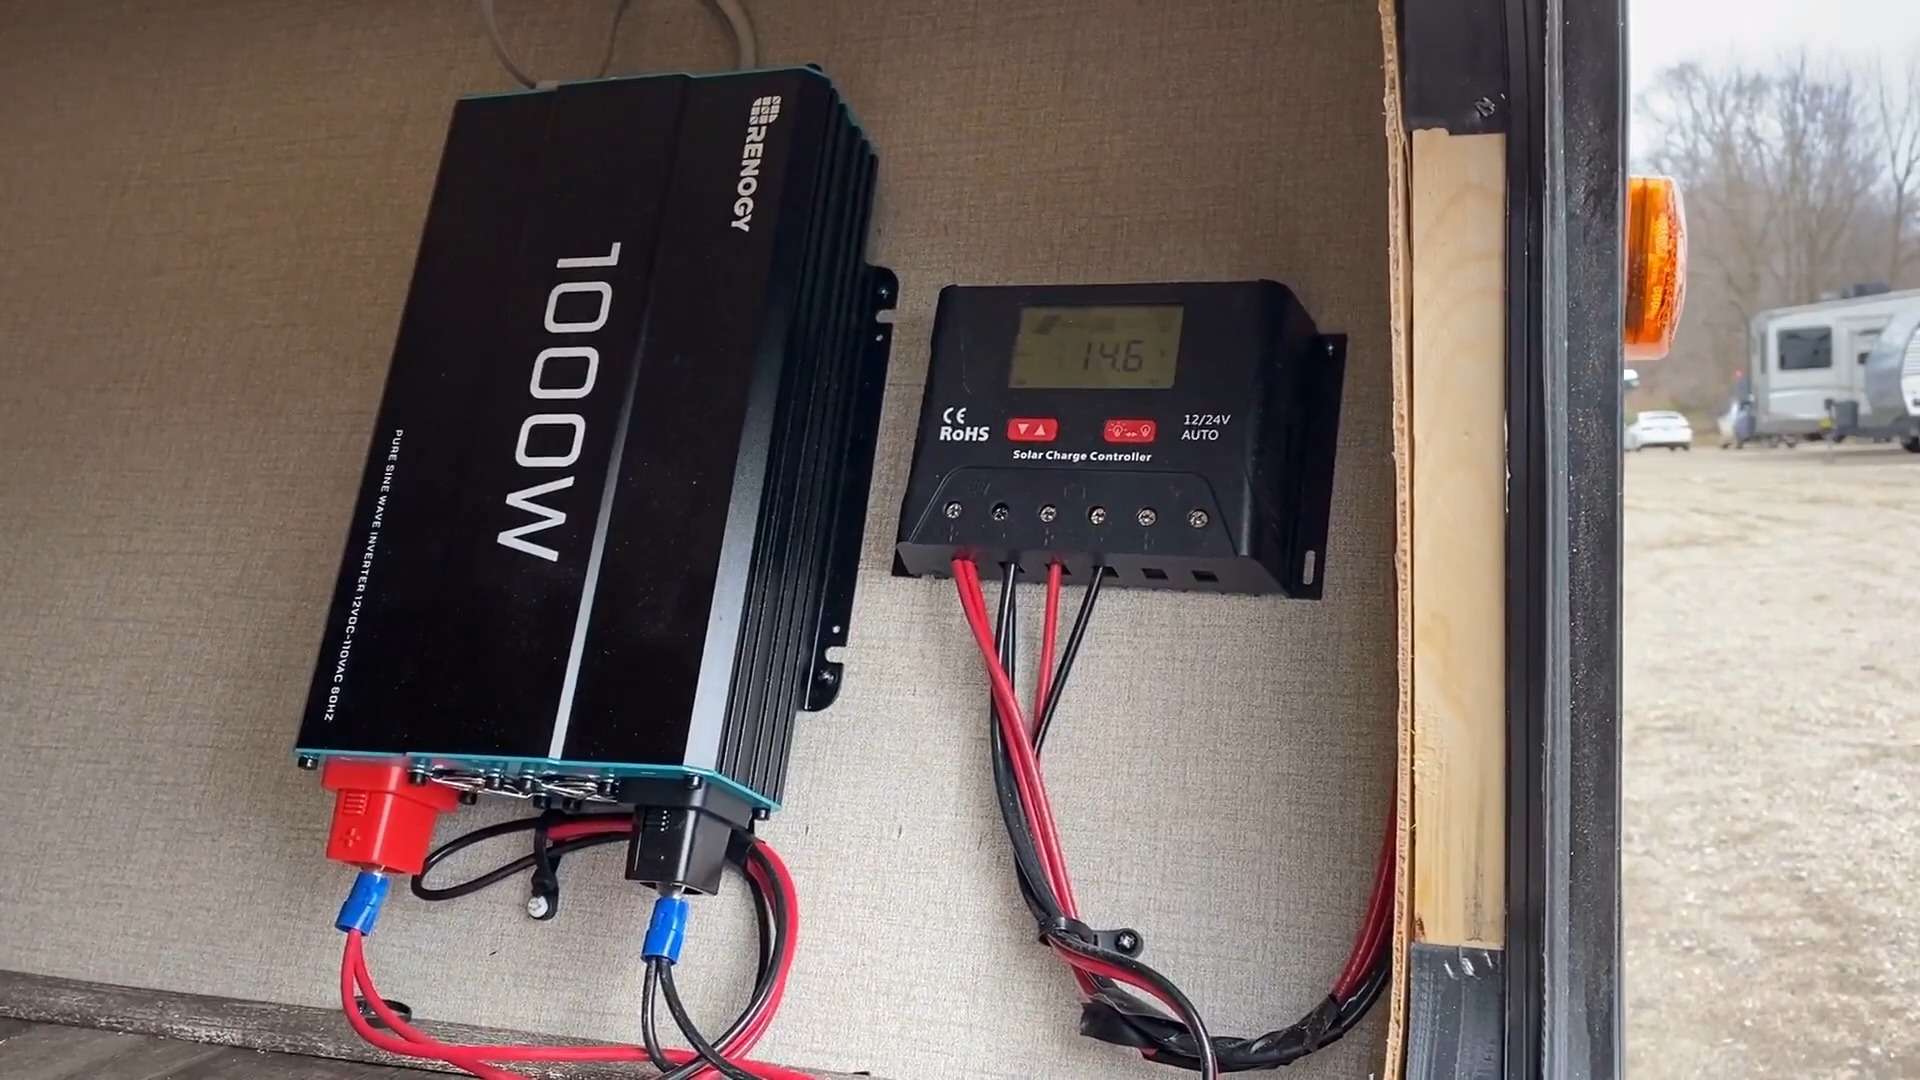 RENOGY
1000W
PURE SINE WAVE INVERTER 12VDC-110VAC 60HZ
14.6
CE
RoHS
12/24V
AUTO
Solar Charge Controller